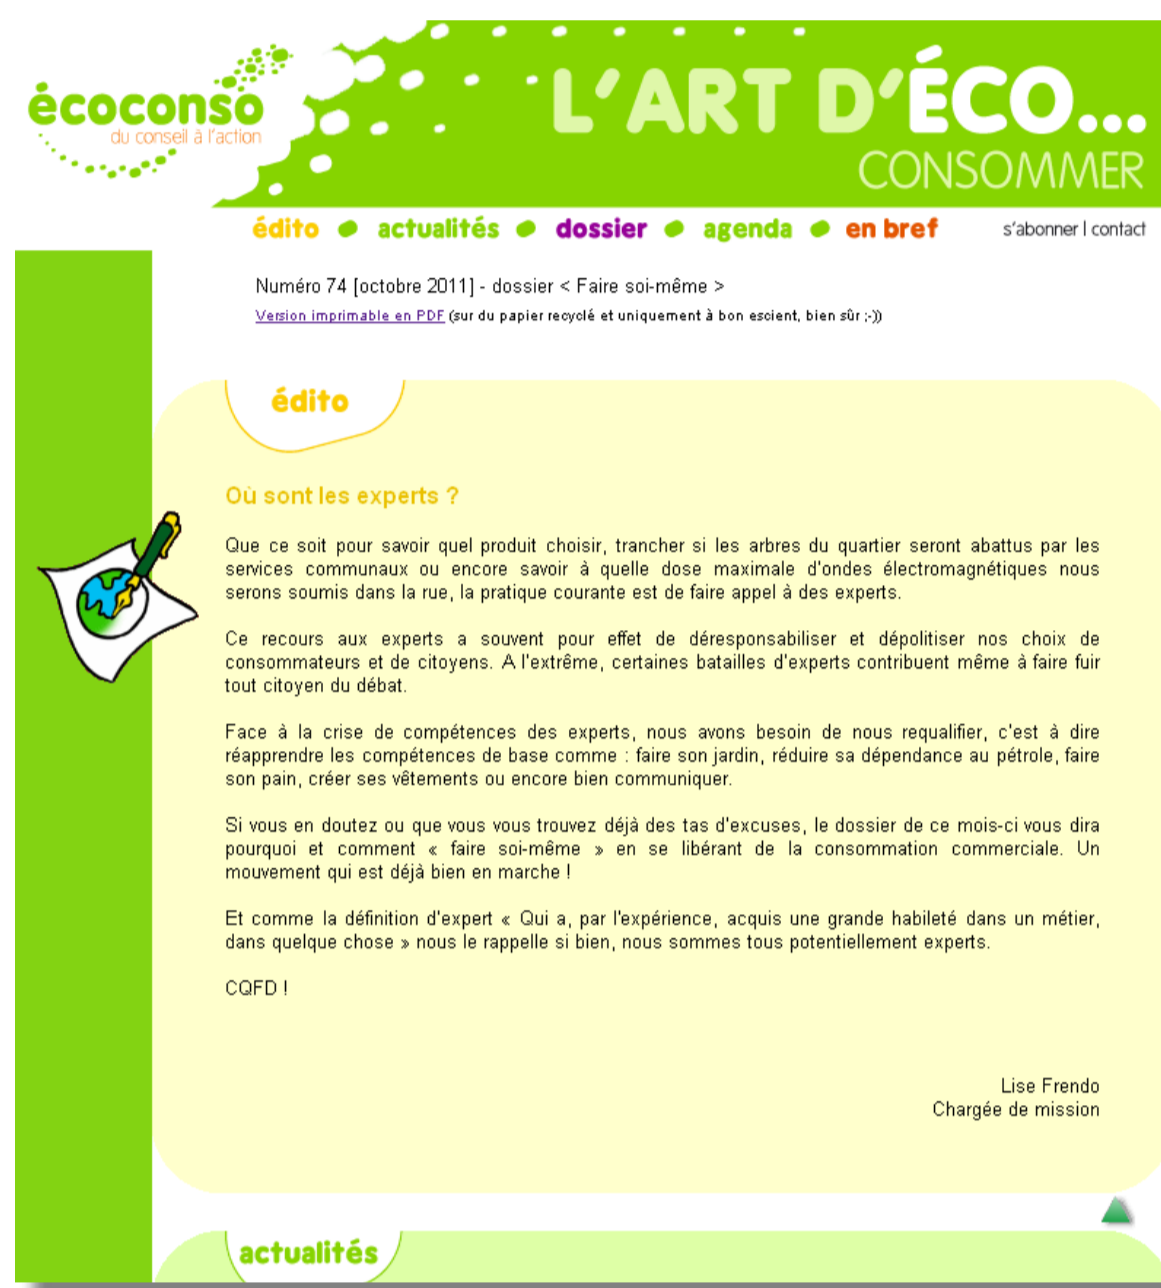 écoconso
du conseil à l'action
L'ART D'ÉCO...
CONSOMMER
édito actualités dossier agenda en bref s'abonner | contact
Numéro 74 [octobre 2011] - dossier < Faire soi-même >
Version imprimable en PDF (sur du papier recyclé et uniquement à bon escient, bien sûr ;-))
édito
Où sont les experts ?
Que ce soit pour savoir quel produit choisir, trancher si les arbres du quartier seront abattus par les
services communaux ou encore savoir à quelle dose maximale d'ondes électromagnétiques nous
serons soumis dans la rue, la pratique courante est de faire appel à des experts.
Ce recours aux experts a souvent pour effet de déresponsabiliser et dépolitiser nos choix de
consommateurs et de citoyens. A l'extrême, certaines batailles d'experts contribuent même à faire fuir
tout citoyen du débat.
Face à la crise de compétences des experts, nous avons besoin de nous requalifier, c'est à dire
réapprendre les compétences de base comme : faire son jardin, réduire sa dépendance au pétrole, faire
son pain, créer ses vêtements ou encore bien communiquer.
Si vous en doutez ou que vous vous trouvez déjà des tas d'excuses, le dossier de ce mois-ci vous dira
pourquoi et comment « faire soi-même » en se libérant de la consommation commerciale. Un
mouvement qui est déjà bien en marche !
Et comme la définition d'expert « Qui a, par l'expérience, acquis une grande habileté dans un métier,
dans quelque chose » nous le rappelle si bien, nous sommes tous potentiellement experts.
CQFD !
Lise Frendo
Chargée de mission
actualités